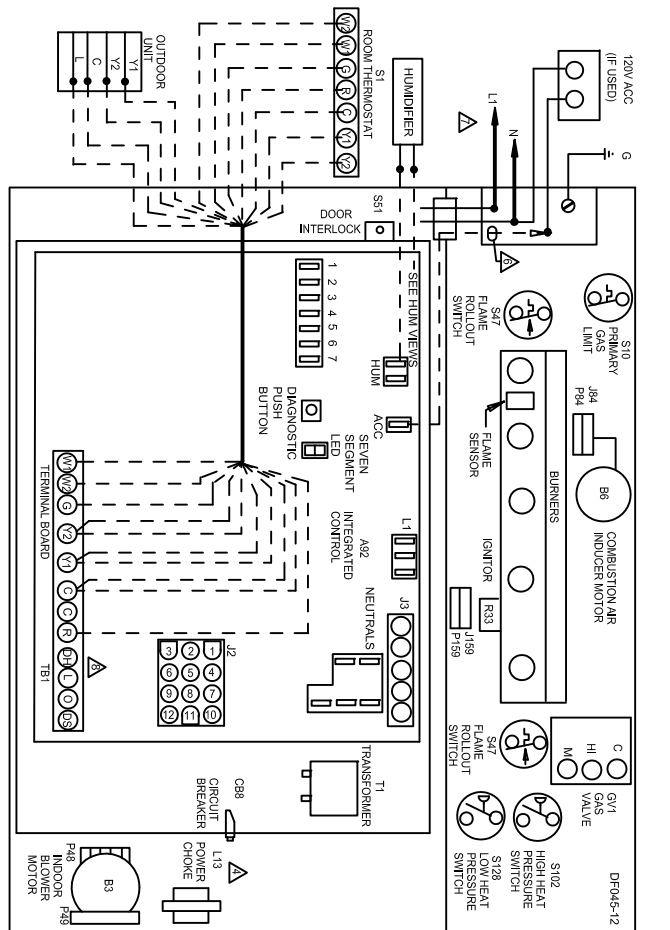 120V ACC
(IF USED)
G
L1
N
7
6
HUMIDIFIER
S1
ROOM THERMOSTAT
W2
W1
G
R
C
Y1
Y2
OUTDOOR
UNIT
Y1
Y2
C
L
S51
DOOR
INTERLOCK
S10
PRIMARY
GAS
LIMIT
S47
FLAME
ROLLOUT
SWITCH
J84
P84
B6
COMBUSTION AIR
INDUCER MOTOR
BURNERS
FLAME
SENSOR
IGNITOR
R33
J159
P159
S47
FLAME
ROLLOUT
SWITCH
C
HI
M
GV1
GAS
VALVE
S102
HIGH HEAT
PRESSURE
SWITCH
S128
LOW HEAT
PRESSURE
SWITCH
DF045-12
SEE HUM VIEWS
HUM
ACC
1
2
3
4
5
6
7
DIAGNOSTIC
PUSH
BUTTON
SEVEN
SEGMENT
LED
L1
A92
INTEGRATED
CONTROL
J3
NEUTRALS
J2
3
2
1
6
5
4
9
8
7
12
11
10
W1
W2
G
Y2
Y1
C
C
R
DH
L
O
DS
TERMINAL BOARD
TB1
8
T1
TRANSFORMER
CB8
CIRCUIT
BREAKER
4
L13
POWER
CHOKE
P48
B3
P49
INDOOR
BLOWER
MOTOR